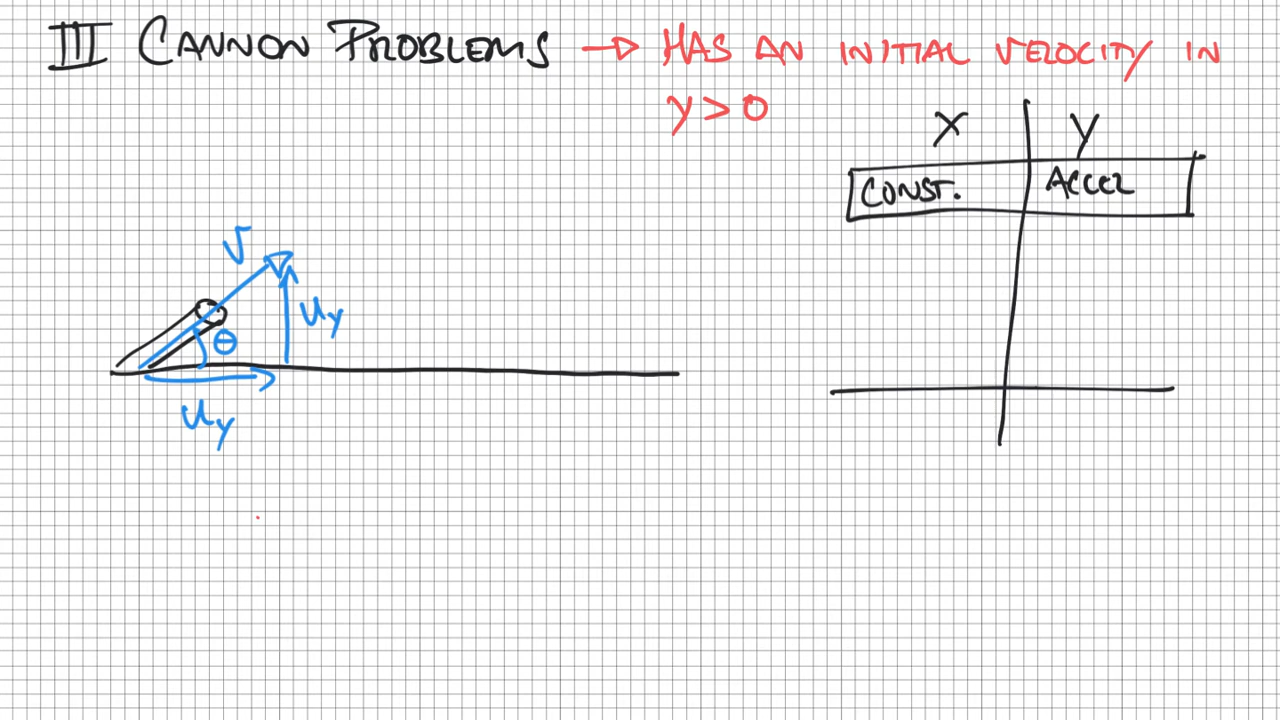 III CANNON PROBLEMS → HAS AN INITIAL VELOCITY IN
y > 0
X y
CONST. ACCEL
V
uy
θ
uy